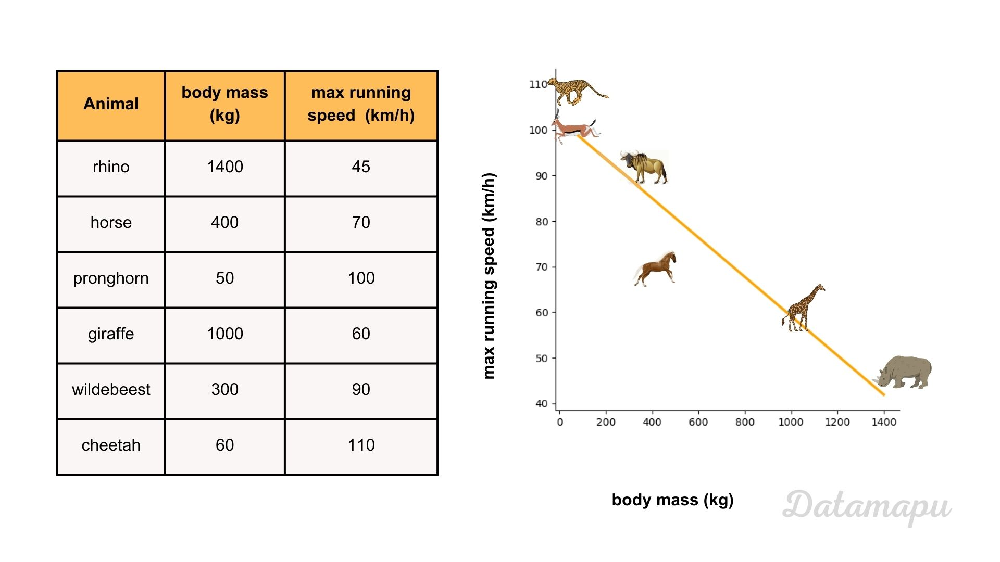 Animal
body mass
(kg)
max running
speed  (km/h)
rhino
1400
45
horse
400
70
pronghorn
50
100
giraffe
1000
60
wildebeest
300
90
cheetah
60
110
max running speed (km/h)
110
100
90
80
70
60
50
40
0
200
400
600
800
1000
1200
1400
body mass (kg)
Datamapu